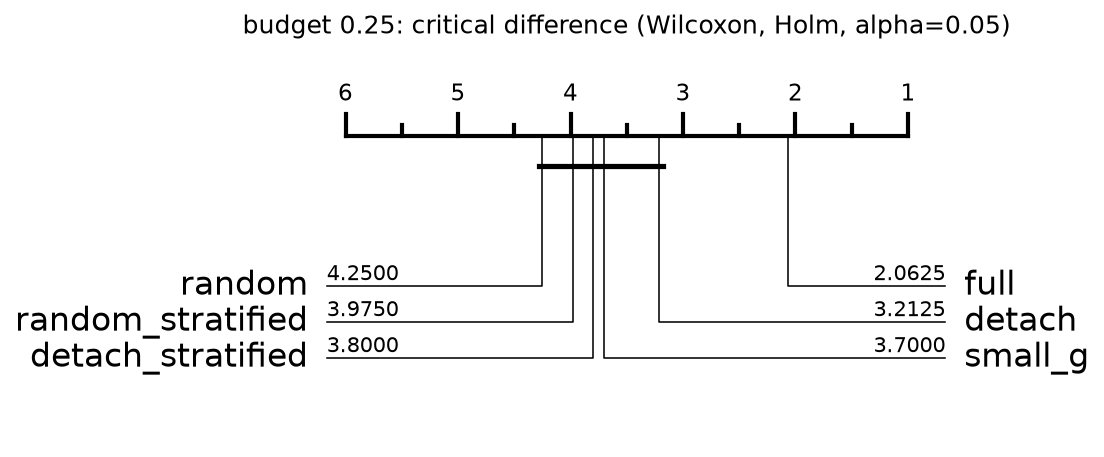 budget 0.25: critical difference (Wilcoxon, Holm, alpha=0.05)
6 5 4 3 2 1
random 4.2500 2.0625 full
random_stratified 3.9750 3.2125 detach
detach_stratified 3.8000 3.7000 small_g